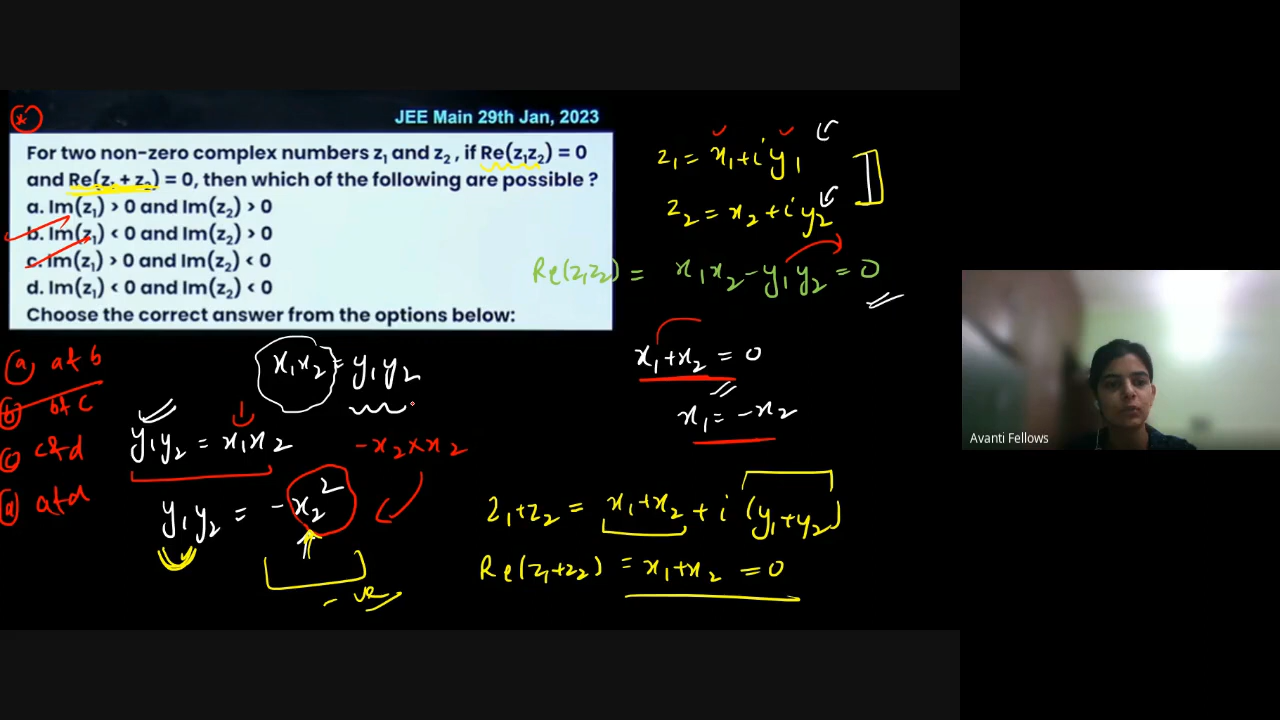 JEE Main 29th Jan, 2023
For two non-zero complex numbers z₁ and z₂, if Re(z₁z₂) = 0
and Re(z₁ + z₂) = 0, then which of the following are possible ?
a. Im(z₁) > 0 and Im(z₂) > 0
b. Im(z₁) < 0 and Im(z₂) > 0
c. Im(z₁) > 0 and Im(z₂) < 0
d. Im(z₁) < 0 and Im(z₂) < 0
Choose the correct answer from the options below:
z₁ = x₁ + iy₁
z₂ = x₂ + iy₂
Re(z₁z₂) = x₁x₂ - y₁y₂ = 0
x₁ + x₂ = 0
x₁ = -x₂
z₁+z₂ = x₁+x₂ + i (y₁+y₂)
Re(z₁+z₂) = x₁+x₂ = 0
x₁x₂ = y₁y₂
y₁y₂ = x₁x₂
-x₂ × x₂
y₁y₂ = -x₂²
- ve
(a) a & b
(b) b & c
(c) c & d
(d) a & d
Avanti Fellows